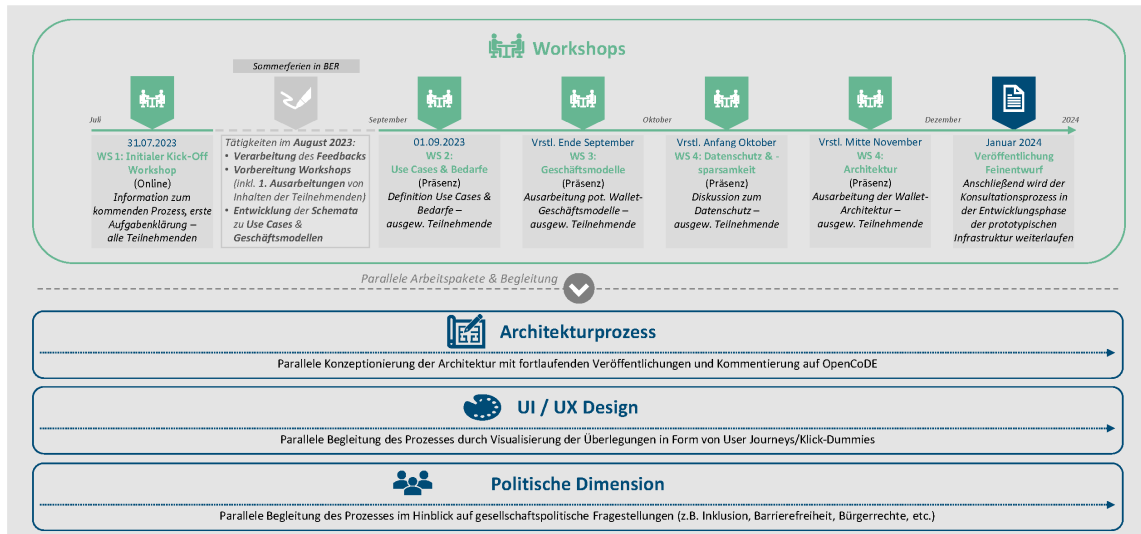 Workshops
Sommerferien in BER
Juli
September
Oktober
Dezember
2024
31.07.2023
WS 1: Initialer Kick-Off
Workshop
(Online)
Information zum
kommenden Prozess, erste
Aufgabenklärung –
alle Teilnehmenden
Tätigkeiten im August 2023:
• Verarbeitung des Feedbacks
• Vorbereitung Workshops
(inkl. 1. Ausarbeitungen von
Inhalten der Teilnehmenden)
• Entwicklung der Schemata
zu Use Cases &
Geschäftsmodellen
01.09.2023
WS 2:
Use Cases & Bedarfe
(Präsenz)
Definition Use Cases &
Bedarfe –
ausgew. Teilnehmende
Vrstl. Ende September
WS 3:
Geschäftsmodelle
(Präsenz)
Ausarbeitung pot. Wallet-
Geschäftsmodelle –
ausgew. Teilnehmende
Vrstl. Anfang Oktober
WS 4: Datenschutz & -
sparsamkeit
(Präsenz)
Diskussion zum
Datenschutz –
ausgew. Teilnehmende
Vrstl. Mitte November
WS 4:
Architektur
(Präsenz)
Ausarbeitung der Wallet-
Architektur –
ausgew. Teilnehmende
Januar 2024
Veröffentlichung
Feinentwurf
Anschließend wird der
Konsultationsprozess in
der Entwicklungsphase
der prototypischen
Infrastruktur weiterlaufen
Parallele Arbeitspakete & Begleitung
Architekturprozess
Parallele Konzeptionierung der Architektur mit fortlaufenden Veröffentlichungen und Kommentierung auf OpenCoDE
UI / UX Design
Parallele Begleitung des Prozesses durch Visualisierung der Überlegungen in Form von User Journeys/Klick-Dummies
Politische Dimension
Parallele Begleitung des Prozesses im Hinblick auf gesellschaftspolitische Fragestellungen (z.B. Inklusion, Barrierefreiheit, Bürgerrechte, etc.)